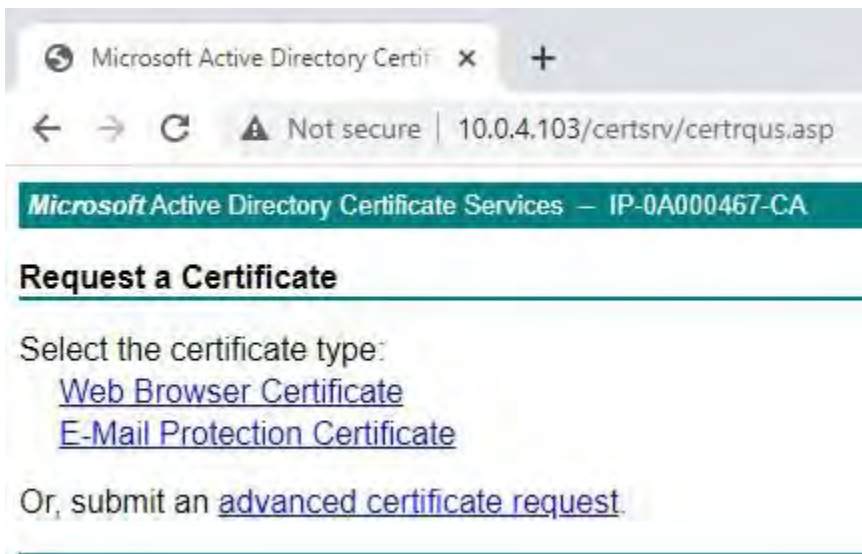 Microsoft Active Directory Certif
Not secure | 10.0.4.103/certsrv/certrqus.asp
Microsoft Active Directory Certificate Services – IP-0A000467-CA
Request a Certificate
Select the certificate type:
Web Browser Certificate
E-Mail Protection Certificate
Or, submit an advanced certificate request.